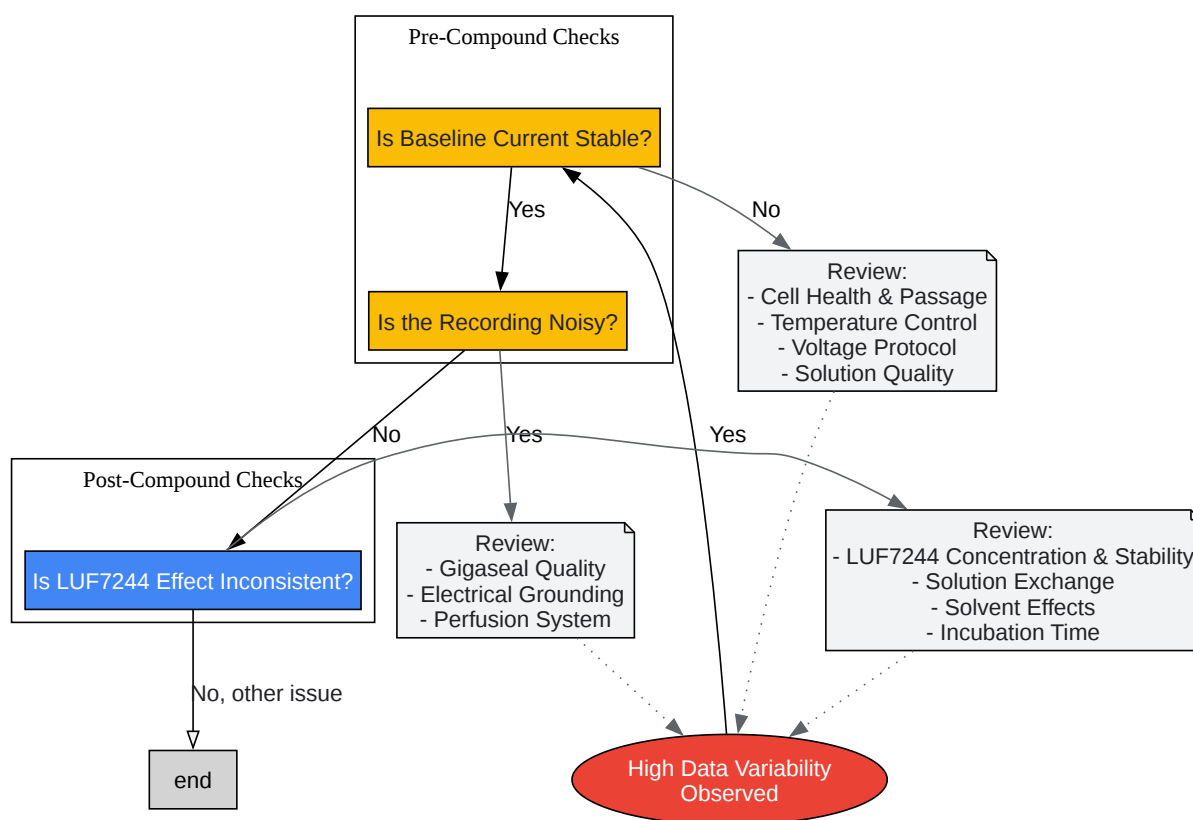 Pre-Compound Checks
Is Baseline Current Stable?
Yes
No
Review:
- Cell Health & Passage
- Temperature Control
- Voltage Protocol
- Solution Quality
Is the Recording Noisy?
No
Yes
Yes
Post-Compound Checks
Is LUF7244 Effect Inconsistent?
Review:
- Gigaseal Quality
- Electrical Grounding
- Perfusion System
Review:
- LUF7244 Concentration & Stability
- Solution Exchange
- Solvent Effects
- Incubation Time
No, other issue
end
High Data Variability
Observed